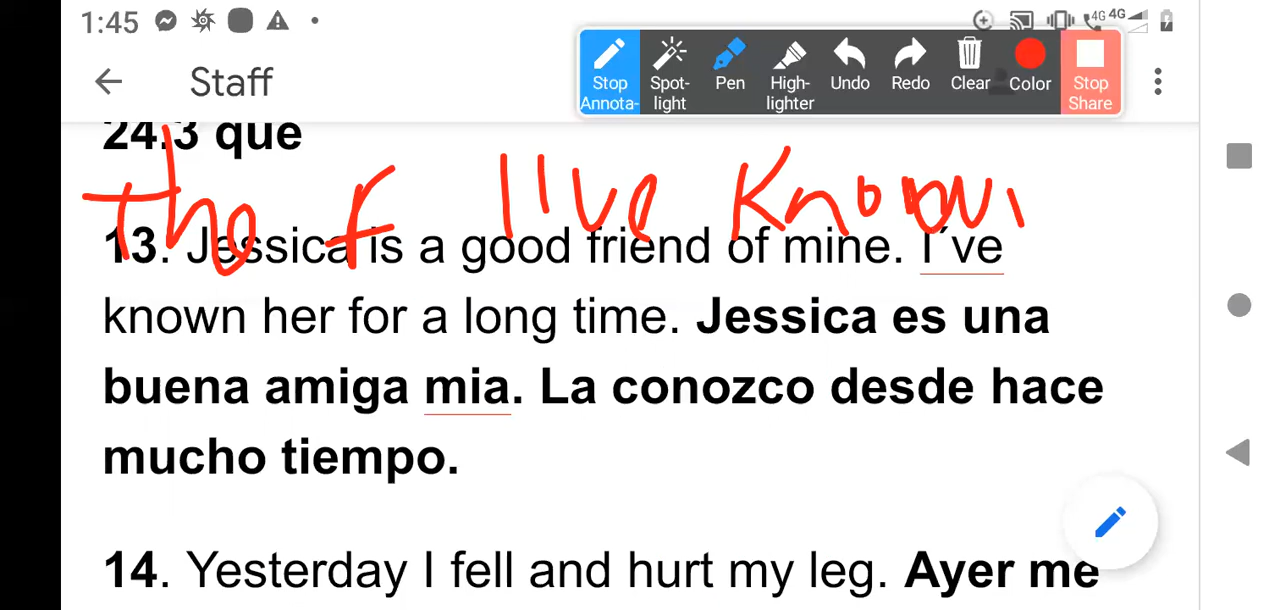 1:45 4G 4G
Staff
Stop Annota- Spot-light Pen High-lighter Undo Redo Clear Color Stop Share
24.3 que
the f I've known
13. Jessica is a good friend of mine. I´ve
known her for a long time. Jessica es una
buena amiga mia. La conozco desde hace
mucho tiempo.
14. Yesterday I fell and hurt my leg. Ayer me